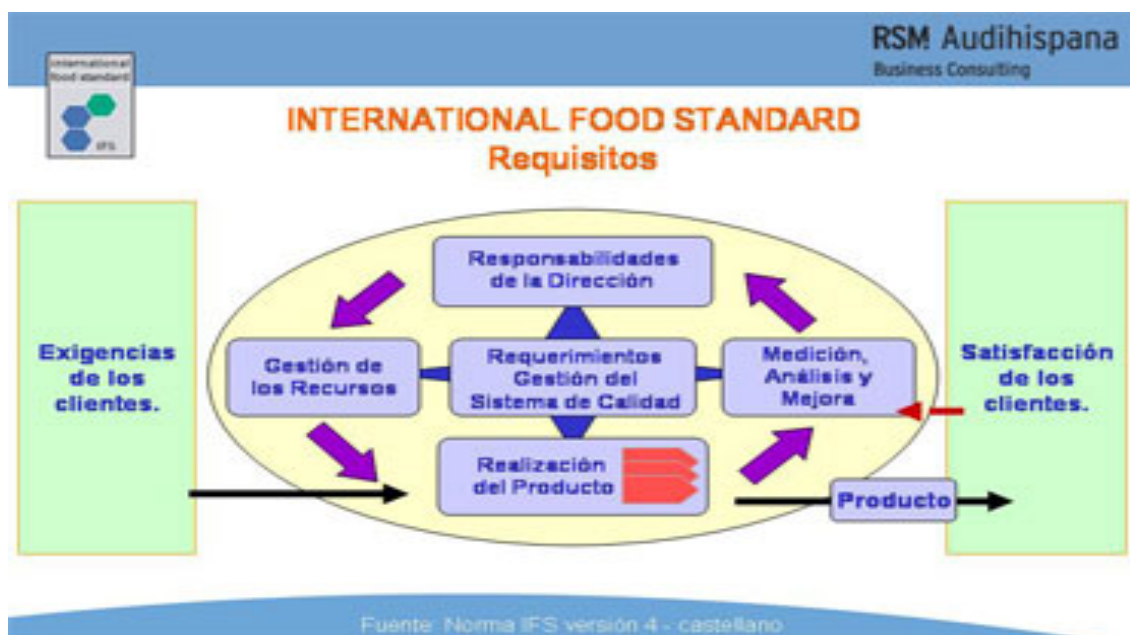 RSM Audihispana
Business Consulting
international
food standard
IFS
INTERNATIONAL FOOD STANDARD
Requisitos
Responsabilidades
de la Dirección
Exigencias
de los
clientes.
Gestión de
los Recursos
Requerimientos
Gestión del
Sistema de Calidad
Medición,
Análisis y
Mejora
Satisfacción
de los
clientes.
Realización
del Producto
Producto
Fuente: Norma IFS versión 4 - castellano